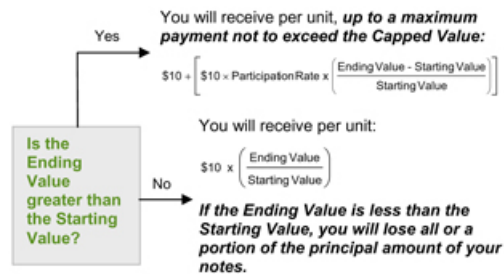 You will receive per unit, up to a maximum
payment not to exceed the Capped Value:
Yes
$10 + [ $10 × Participation Rate x ( Ending Value - Starting Value
Starting Value ) ]
Is the
Ending
Value
greater than
the Starting
Value?
You will receive per unit:
No
$10 x ( Ending Value
Starting Value )
If the Ending Value is less than the
Starting Value, you will lose all or a
portion of the principal amount of your
notes.